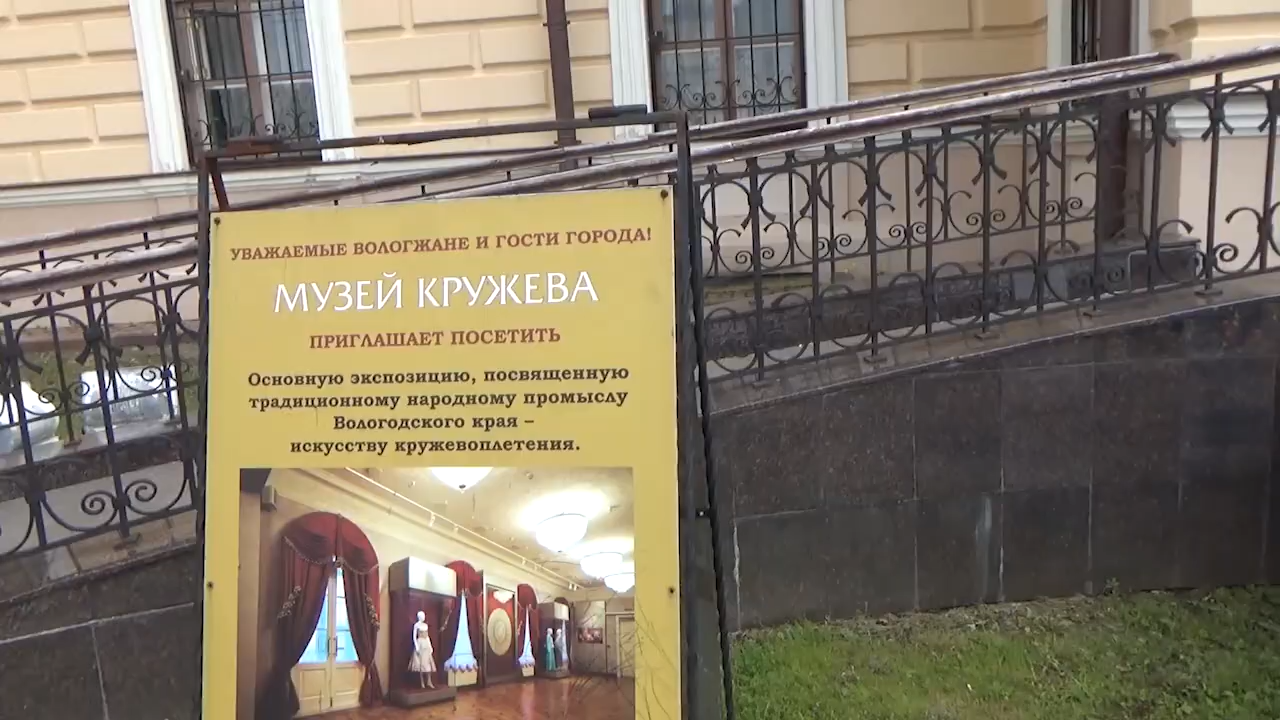 УВАЖАЕМЫЕ ВОЛОГЖАНЕ И ГОСТИ ГОРОДА!
МУЗЕЙ КРУЖЕВА
ПРИГЛАШАЕТ ПОСЕТИТЬ
Основную экспозицию, посвященную
традиционному народному промыслу
Вологодского края –
искусству кружевоплетения.